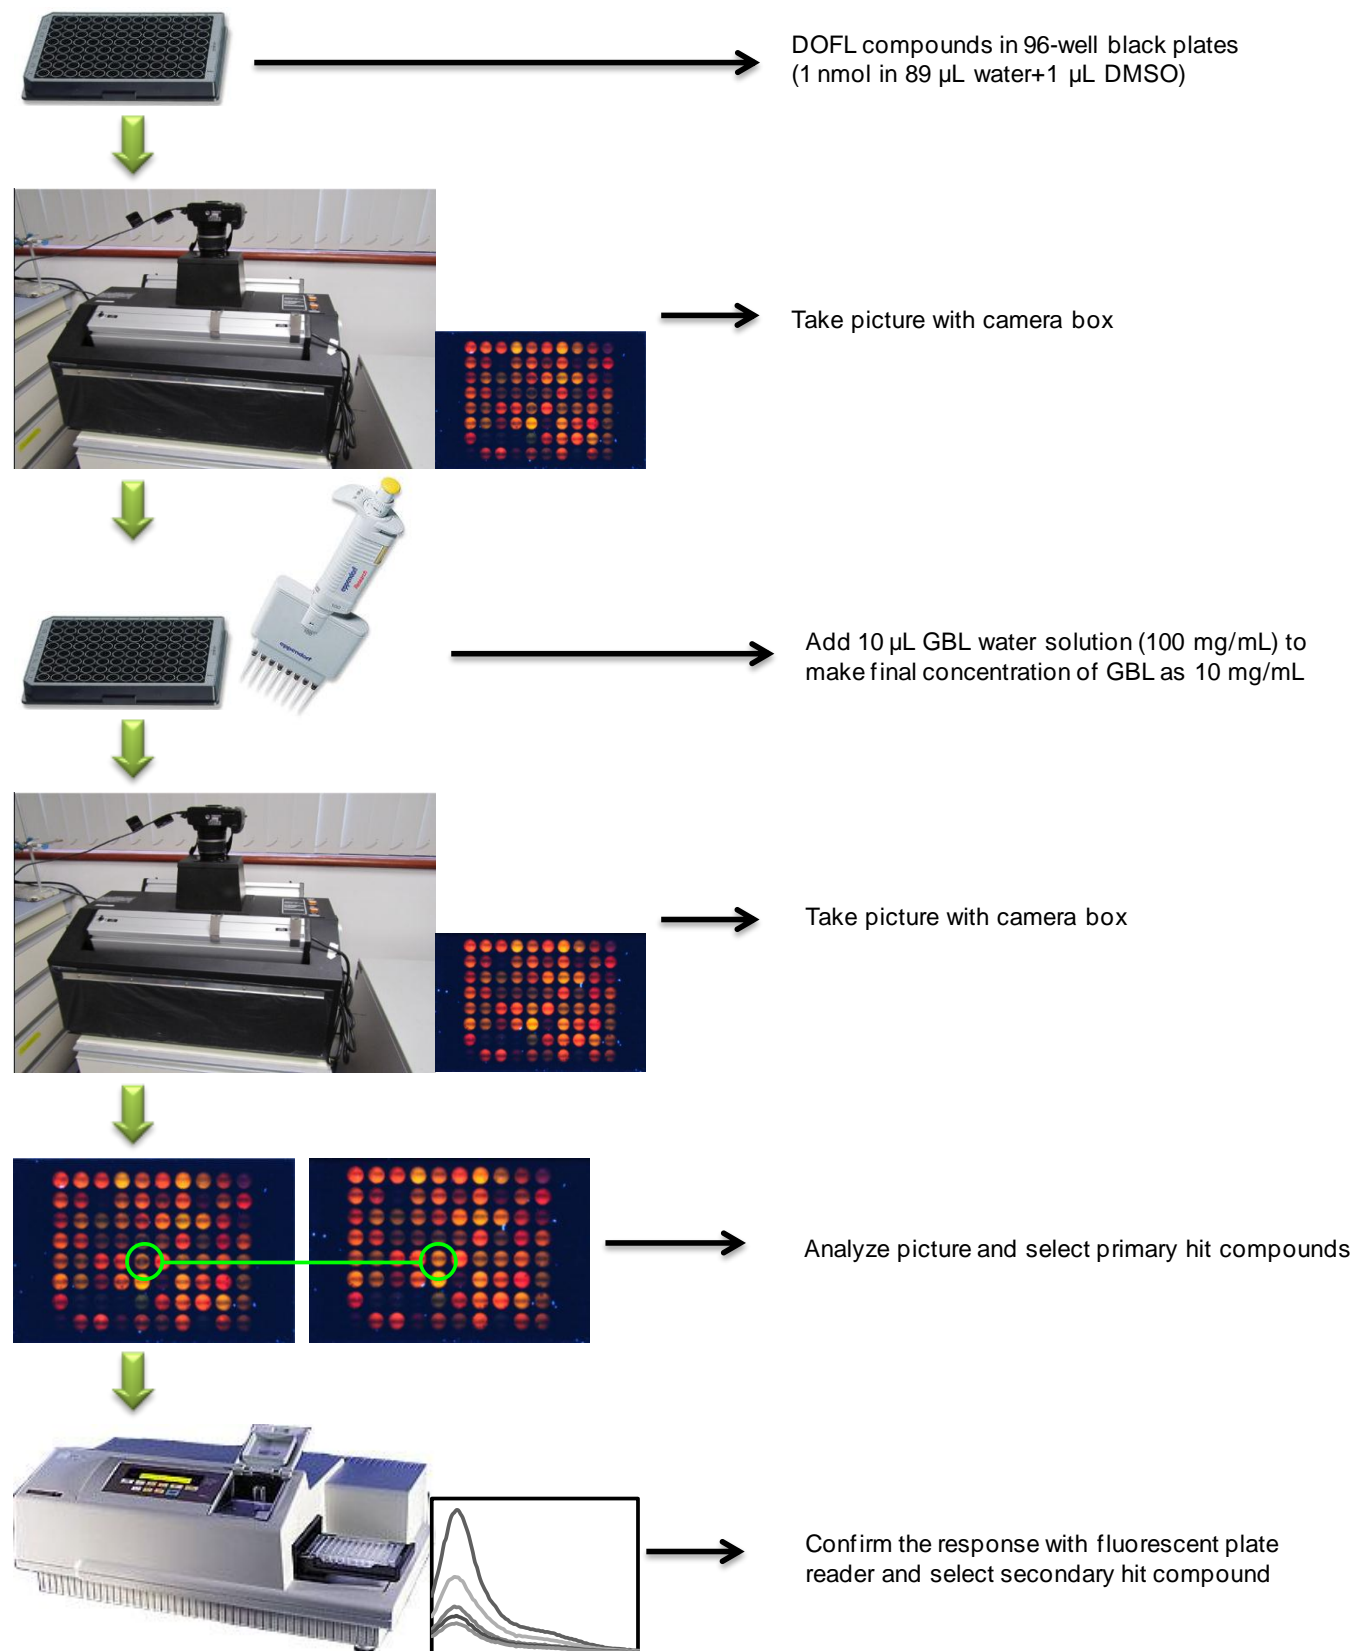 DOFL compounds in 96-well black plates
(1 nmol in 89 µL water+1 µL DMSO)
Take picture with camera box
eppendorf
Research
eppendorf
Add 10 µL GBL water solution (100 mg/mL) to
make final concentration of GBL as 10 mg/mL
Take picture with camera box
Analyze picture and select primary hit compounds
Confirm the response with fluorescent plate
reader and select secondary hit compound